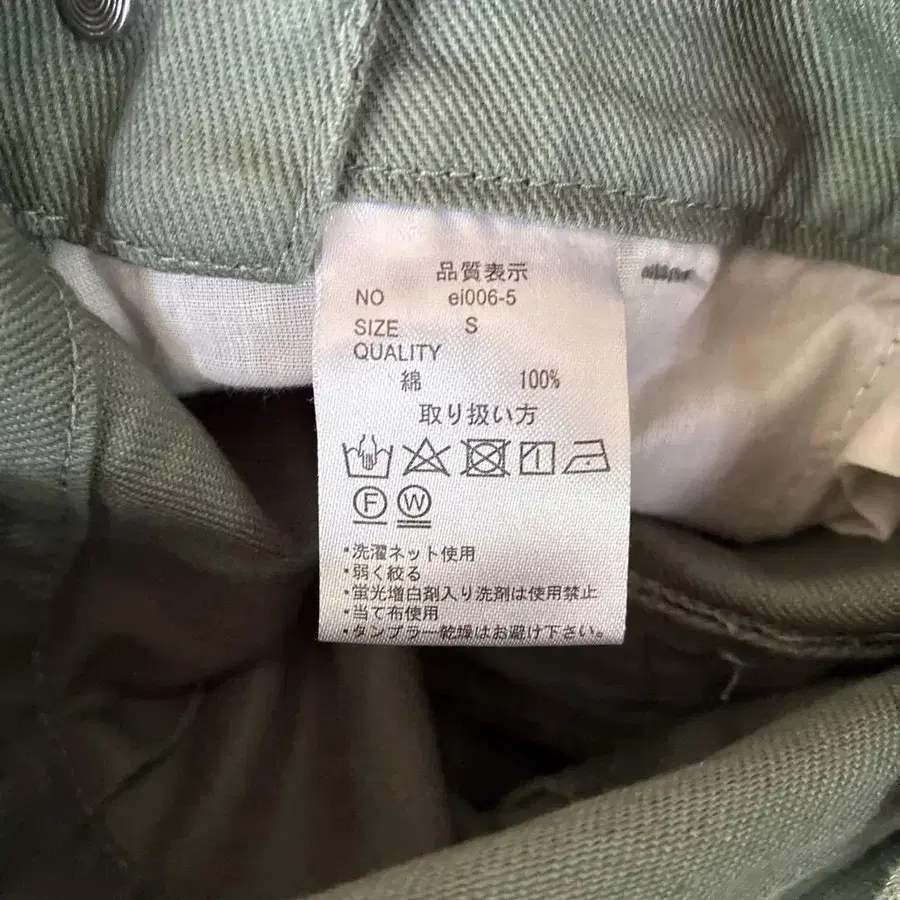 品質表示
NO ei006-5
SIZE S
QUALITY
綿 100%
取り扱い方
F W
・洗濯ネット使用
・弱く絞る
・蛍光増白剤入り洗剤は使用禁止
・当て布使用
・タンブラー乾燥はお避け下さい。